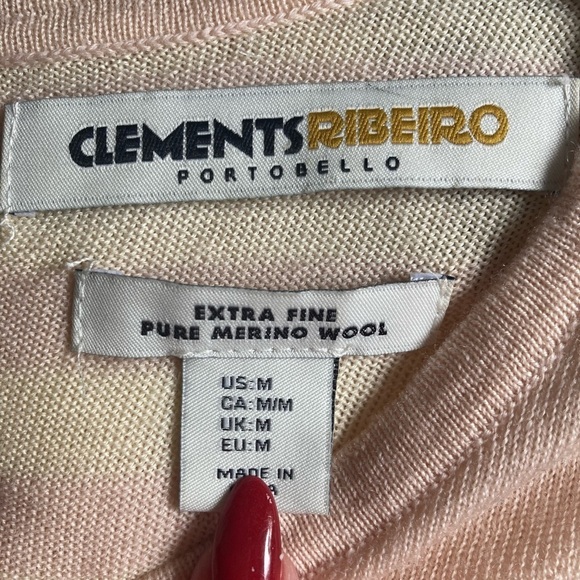 CLEMENTSRIBEIRO
PORTOBELLO
EXTRA FINE
PURE MERINO WOOL
US:M
CA:M/M
UK:M
EU:M
MADE IN